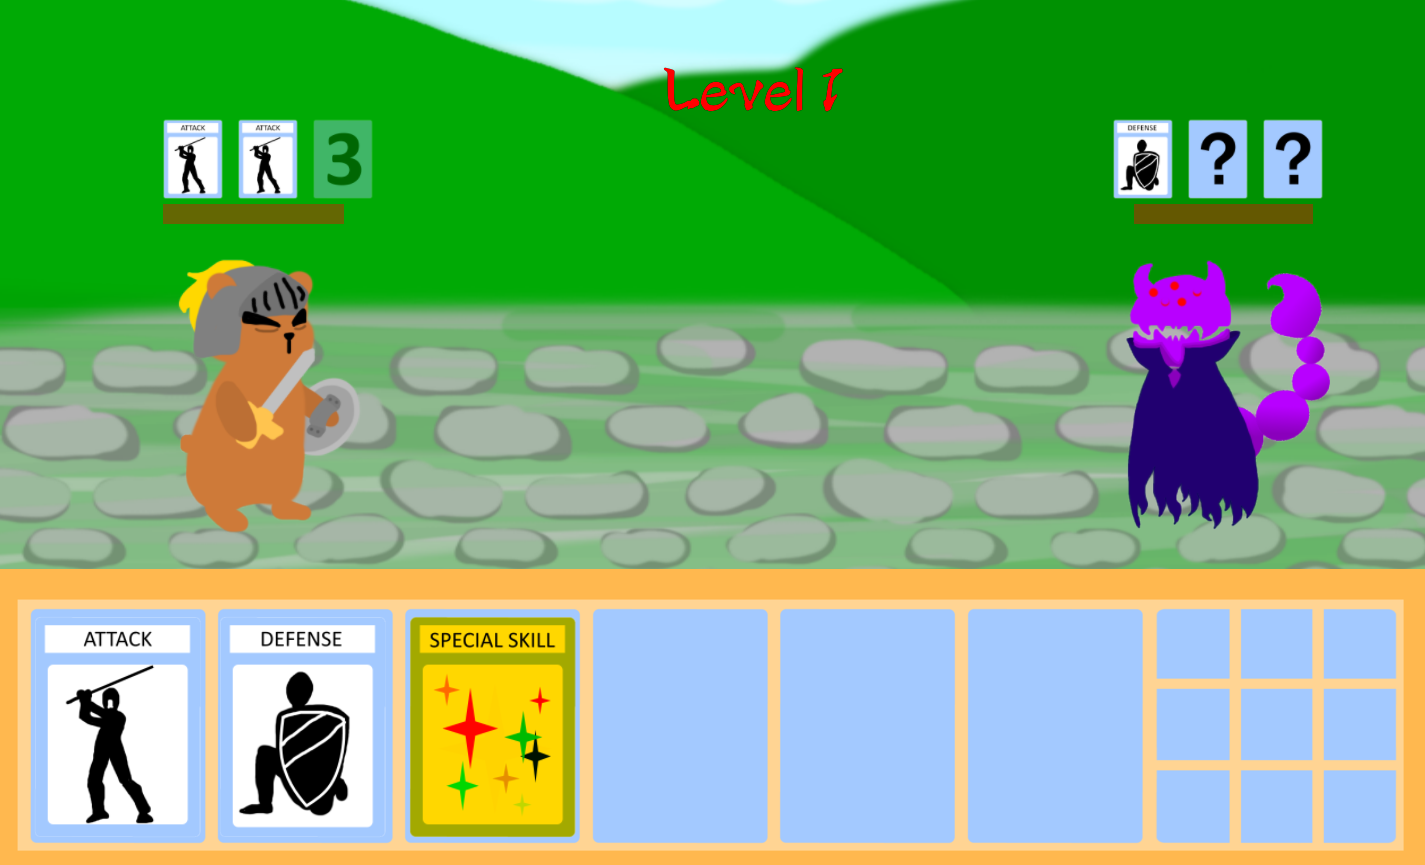 Level 1
ATTACK
ATTACK
3
DEFENSE
?
?
ATTACK
DEFENSE
SPECIAL SKILL